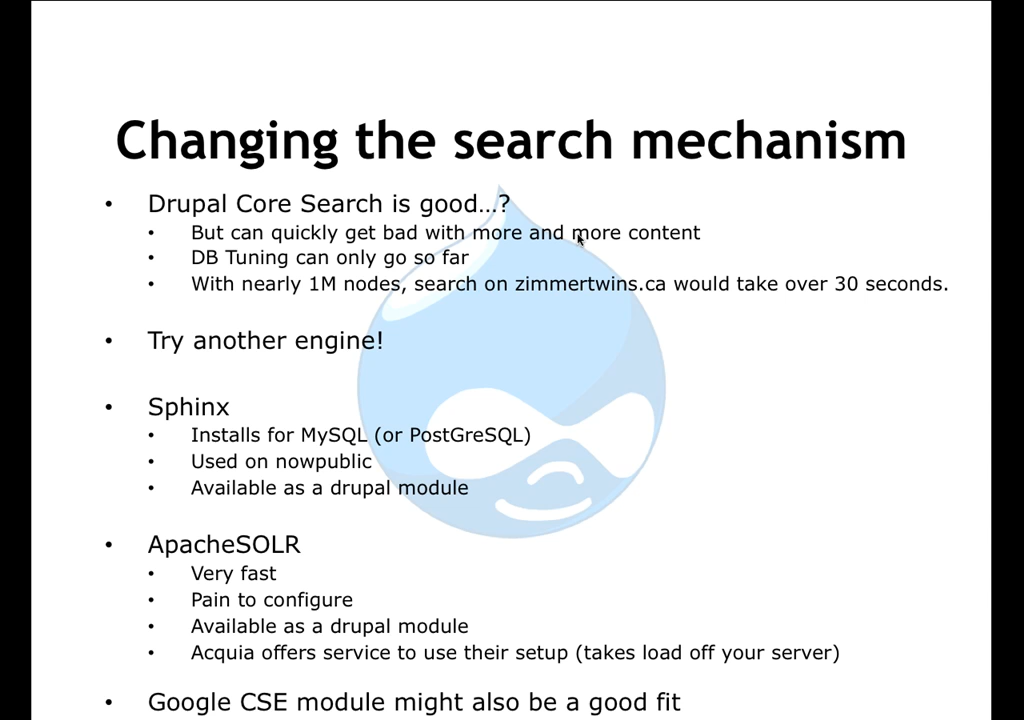 Changing the search mechanism
• Drupal Core Search is good...?
• But can quickly get bad with more and more content
• DB Tuning can only go so far
• With nearly 1M nodes, search on zimmertwins.ca would take over 30 seconds.
• Try another engine!
• Sphinx
• Installs for MySQL (or PostGreSQL)
• Used on nowpublic
• Available as a drupal module
• ApacheSOLR
• Very fast
• Pain to configure
• Available as a drupal module
• Acquia offers service to use their setup (takes load off your server)
• Google CSE module might also be a good fit